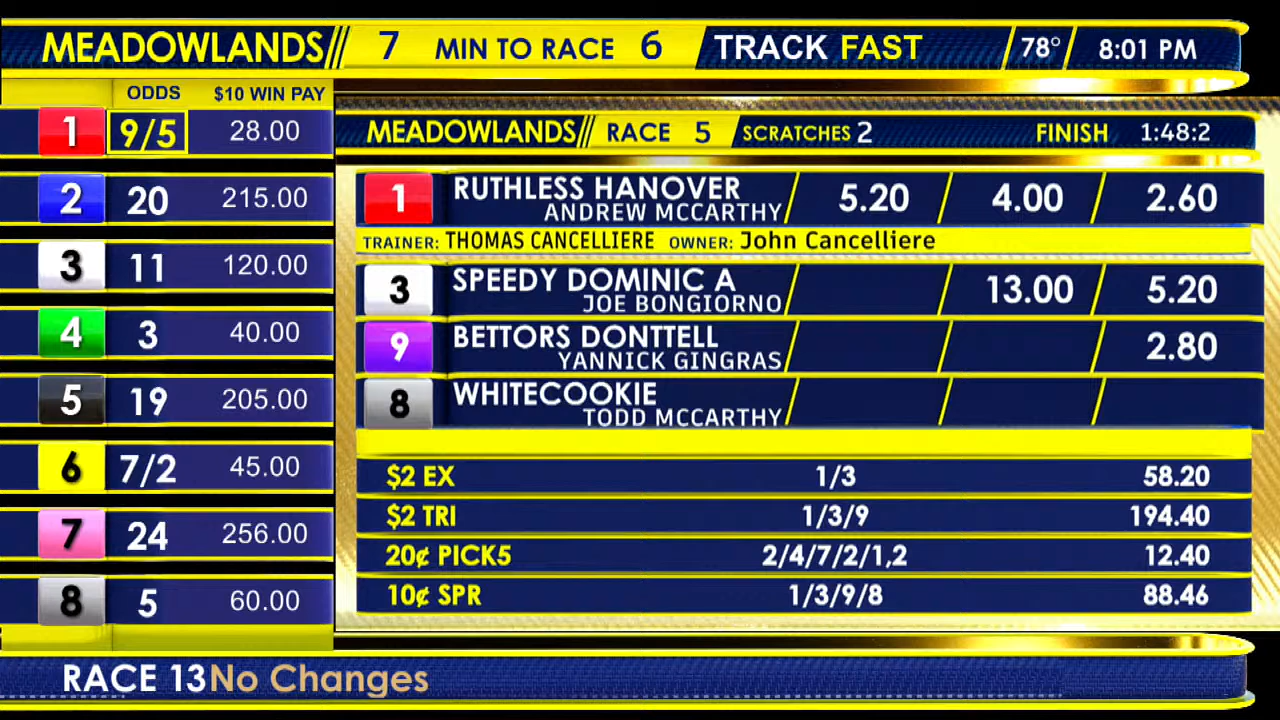 MEADOWLANDS// 7 MIN TO RACE 6 TRACK FAST / 78° / 8:01 PM
ODDS $10 WIN PAY
1 9/5 28.00
2 20 215.00
3 11 120.00
4 3 40.00
5 19 205.00
6 7/2 45.00
7 24 256.00
8 5 60.00
MEADOWLANDS// RACE 5 SCRATCHES 2 FINISH 1:48:2
1 RUTHLESS HANOVER 5.20 4.00 2.60
ANDREW MCCARTHY
TRAINER: THOMAS CANCELLIERE OWNER: John Cancelliere
3 SPEEDY DOMINIC A 13.00 5.20
JOE BONGIORNO
9 BETTORS DONTTELL 2.80
YANNICK GINGRAS
8 WHITECOOKIE
TODD MCCARTHY
$2 EX 1/3 58.20
$2 TRI 1/3/9 194.40
20¢ PICK5 2/4/7/2/1,2 12.40
10¢ SPR 1/3/9/8 88.46
RACE 13 No Changes